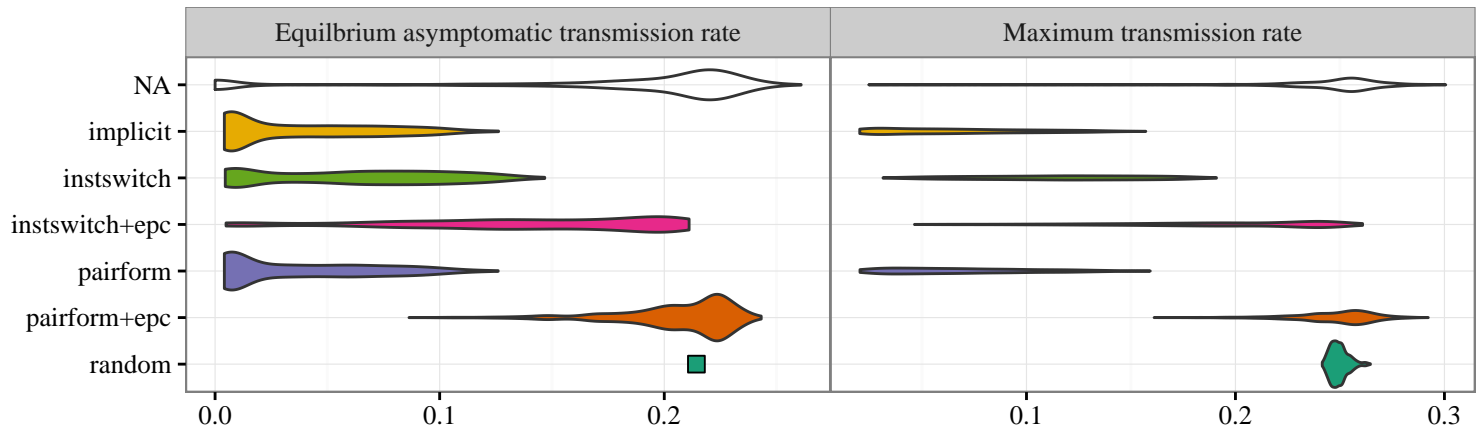 Equilbrium asymptomatic transmission rate
Maximum transmission rate
NA
implicit
instswitch
instswitch+epc
pairform
pairform+epc
random
0.0 0.1 0.2
0.1 0.2 0.3